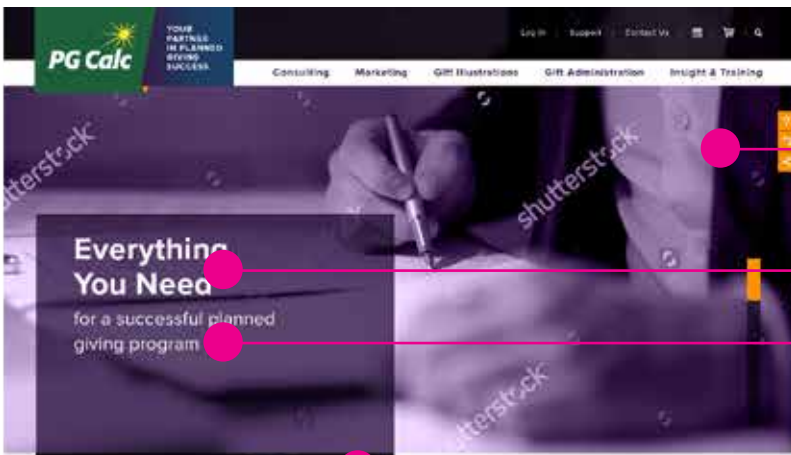 PG Calc
YOUR
PARTNER
IN PLANNED
GIVING
SUCCESS
Log In Support Contact Us
Consulting Marketing Gift Illustrations Gift Administration Insight & Training
shutterstock
shutterstock
Everything
You Need
for a successful planned
giving program